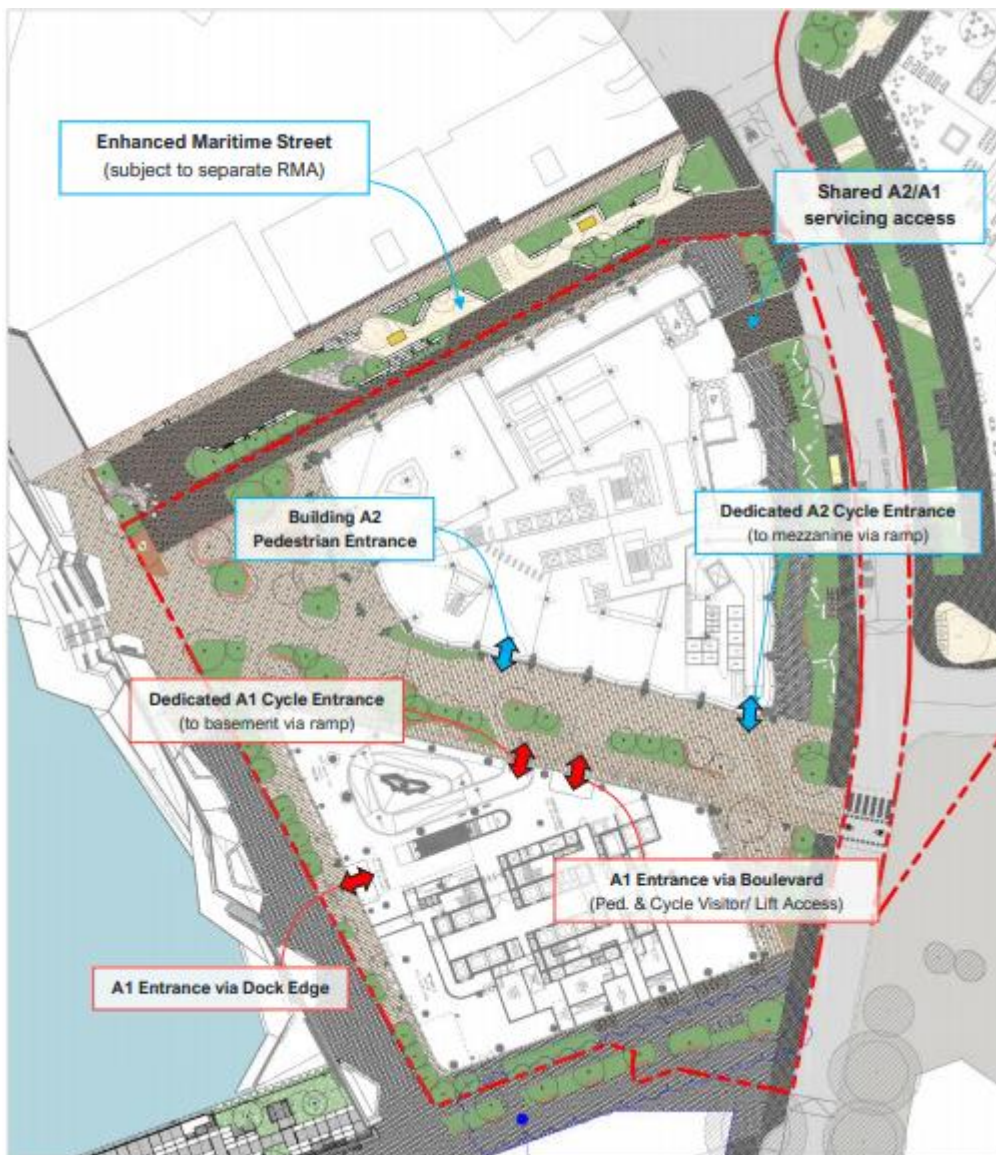 Enhanced Maritime Street
(subject to separate RMA)
Shared A2/A1
servicing access
Building A2
Pedestrian Entrance
Dedicated A2 Cycle Entrance
(to mezzanine via ramp)
Dedicated A1 Cycle Entrance
(to basement via ramp)
A1 Entrance via Boulevard
(Ped. & Cycle Visitor/ Lift Access)
A1 Entrance via Dock Edge